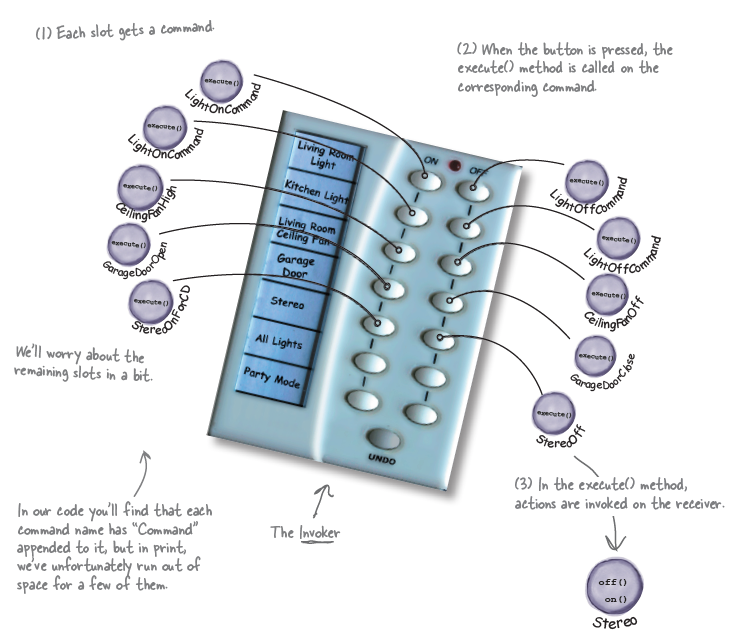 (1) Each slot gets a command.
(2) When the button is pressed, the
execute() method is called on the
corresponding command.
execute()
LightOnCommand
execute()
LightOnCommand
execute()
CeilingFanHigh
execute()
GarageDoorOpen
execute()
StereoOnForCD
Living Room
Light
Kitchen Light
Living Room
Ceiling Fan
Garage
Door
Stereo
All Lights
Party Mode
ON
OFF
UNDO
execute()
LightOffCommand
execute()
LightOffCommand
execute()
CeilingFanOff
execute()
GarageDoorClose
execute()
StereoOff
We'll worry about the
remaining slots in a bit.
In our code you'll find that each
command name has "Command"
appended to it, but in print,
we've unfortunately run out of
space for a few of them.
The Invoker
(3) In the execute() method,
actions are invoked on the receiver.
off()
on()
Stereo